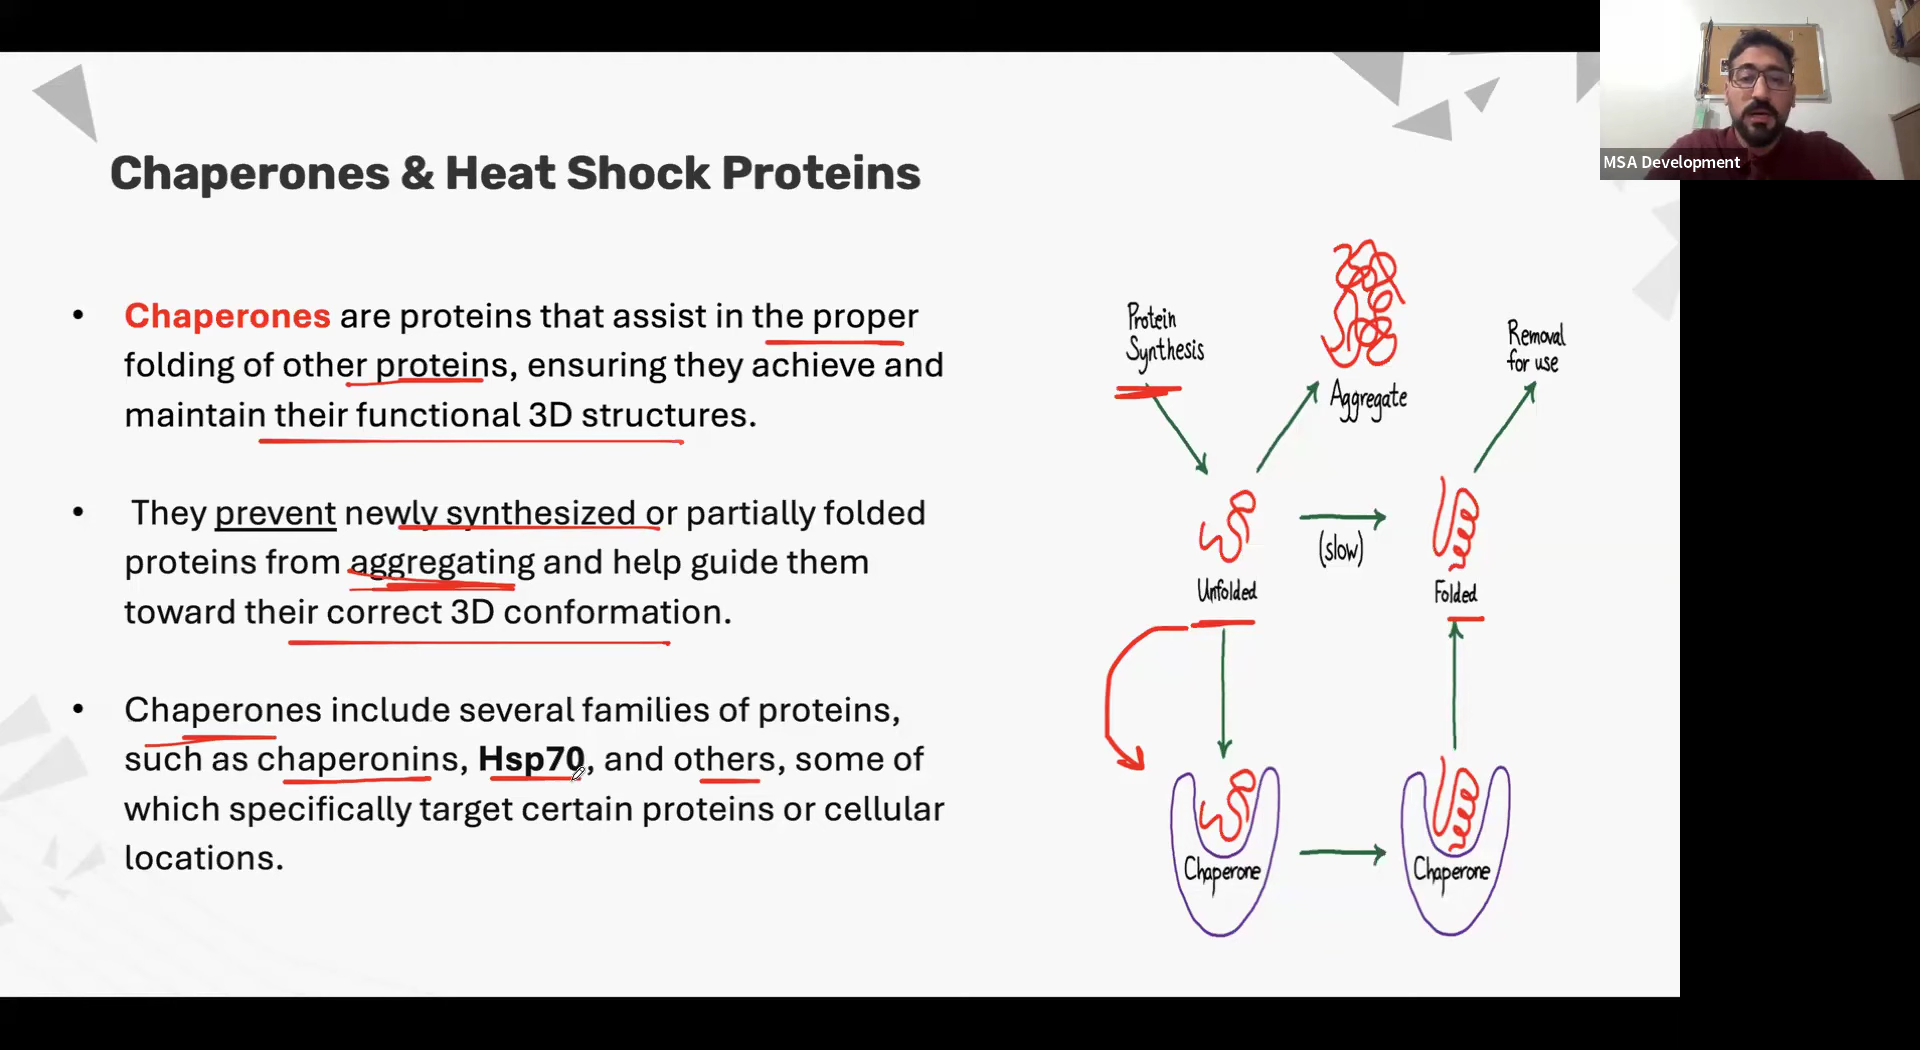 MSA Development
Chaperones & Heat Shock Proteins
• Chaperones are proteins that assist in the proper
folding of other proteins, ensuring they achieve and
maintain their functional 3D structures.
• They prevent newly synthesized or partially folded
proteins from aggregating and help guide them
toward their correct 3D conformation.
• Chaperones include several families of proteins,
such as chaperonins, Hsp70, and others, some of
which specifically target certain proteins or cellular
locations.
Protein
Synthesis
Aggregate
Removal
for use
(slow)
Unfolded
Folded
Chaperone
Chaperone